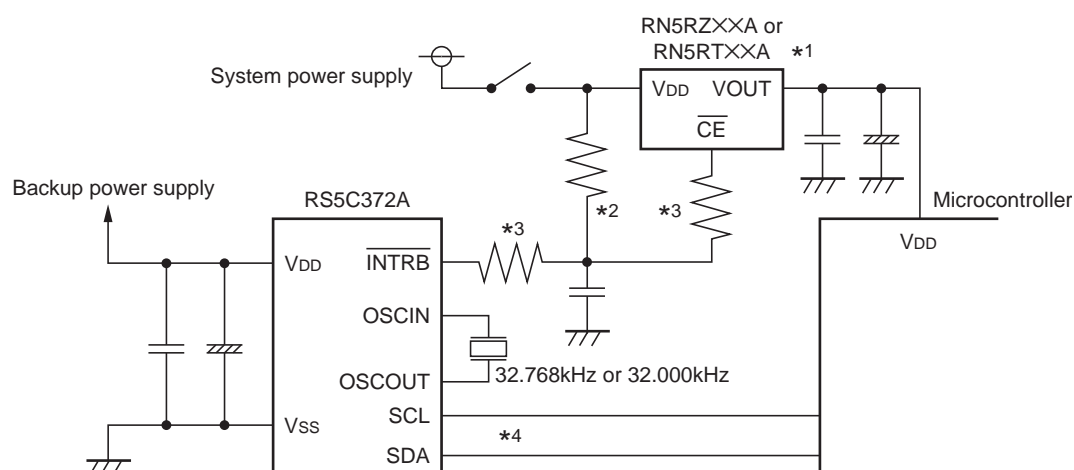 RN5RZ××A or
RN5RT××A *1
System power supply
VDD VOUT
CE
Backup power supply
RS5C372A
*2
*3
Microcontroller
*3
VDD
VDD
INTRB
OSCIN
32.768kHz or 32.000kHz
OSCOUT
SCL
VSS
*4
SDA